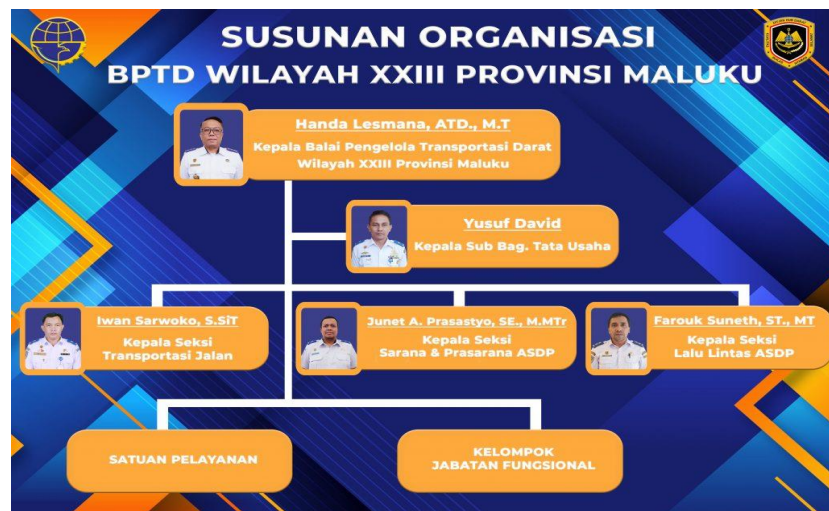 SUSUNAN ORGANISASI
BPTD WILAYAH XXIII PROVINSI MALUKU
Handa Lesmana, ATD., M.T
Kepala Balai Pengelola Transportasi Darat
Wilayah XXIII Provinsi Maluku
Yusuf David
Kepala Sub Bag. Tata Usaha
Iwan Sarwoko, S.SiT
Kepala Seksi
Transportasi Jalan
Junet A. Prasastyo, SE., M.MTr
Kepala Seksi
Sarana & Prasarana ASDP
Farouk Suneth, ST., MT
Kepala Seksi
Lalu Lintas ASDP
SATUAN PELAYANAN
KELOMPOK
JABATAN FUNGSIONAL